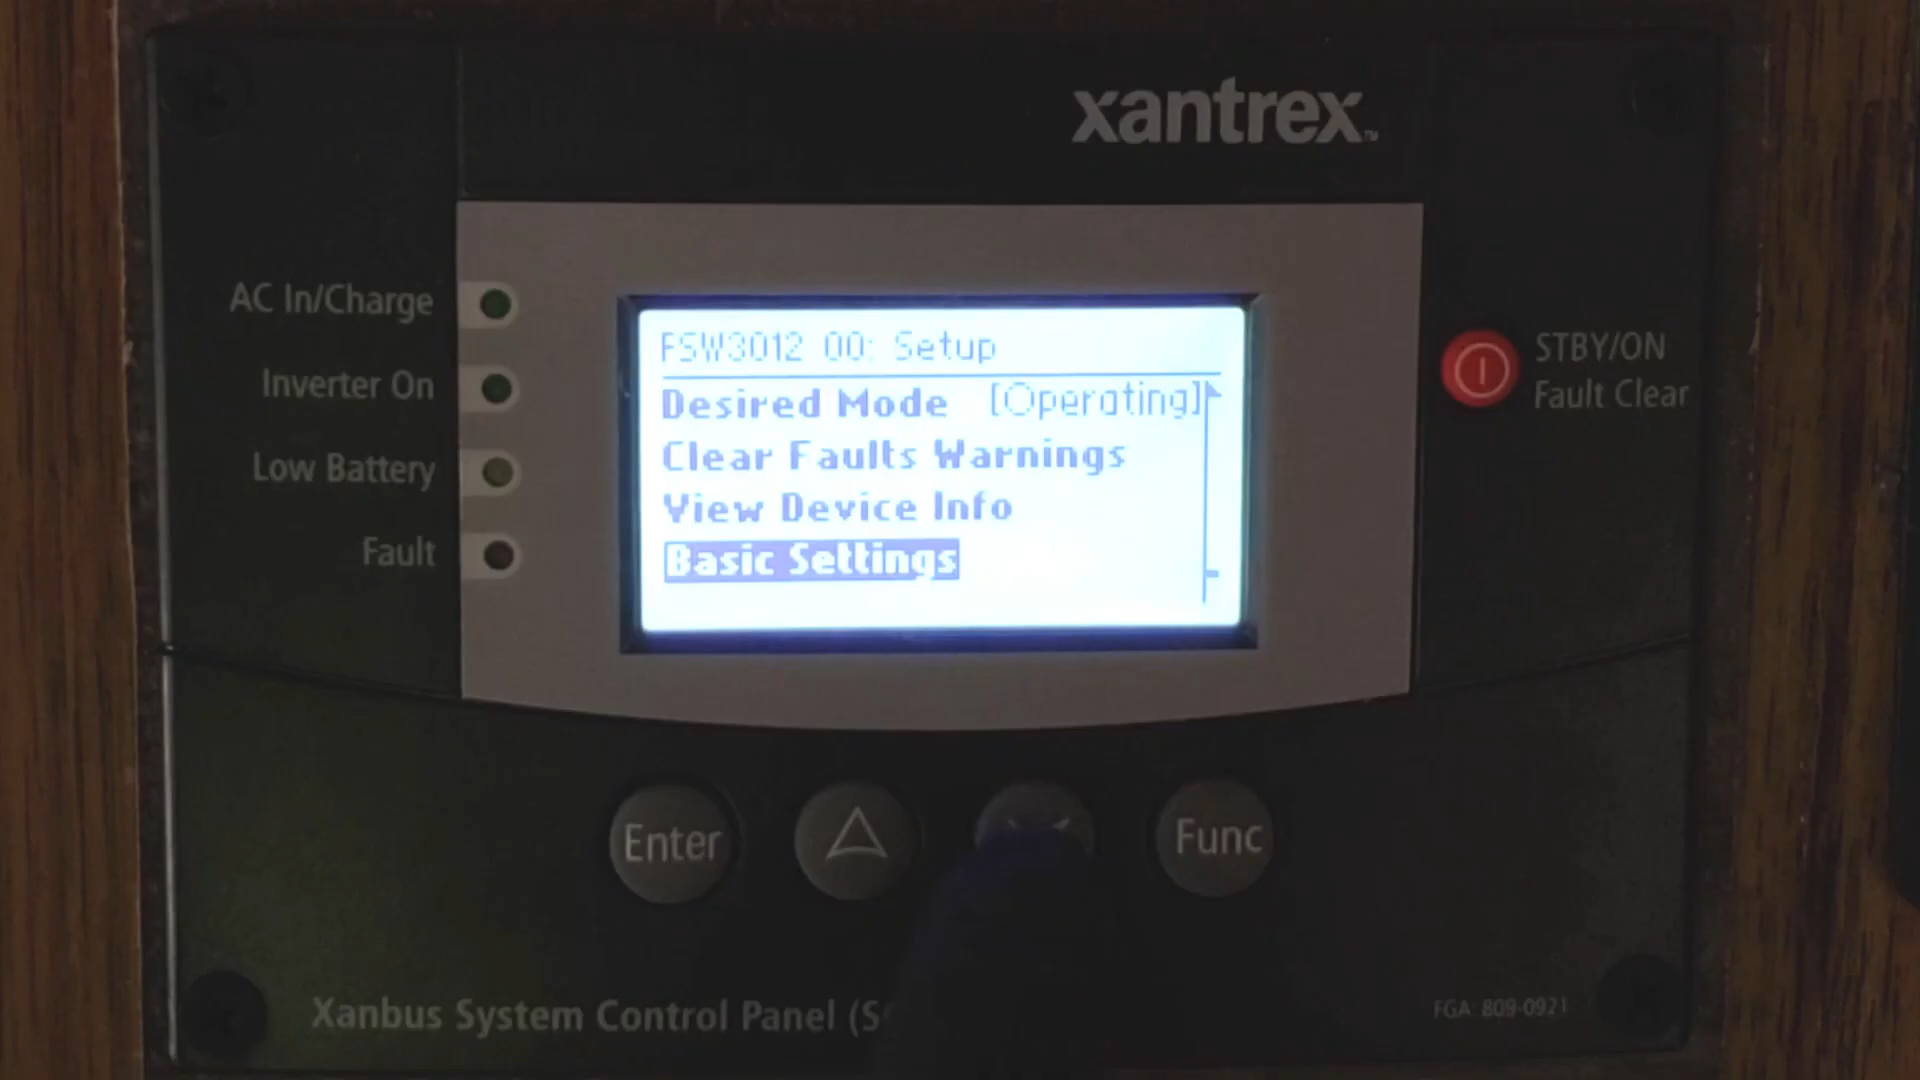 xantrex™
AC In/Charge
Inverter On
Low Battery
Fault
FSW3012 00: Setup
Desired Mode [Operating]
Clear Faults Warnings
View Device Info
Basic Settings
STBY/ON
Fault Clear
Enter
Func
Xanbus System Control Panel
FGA: 809-0921